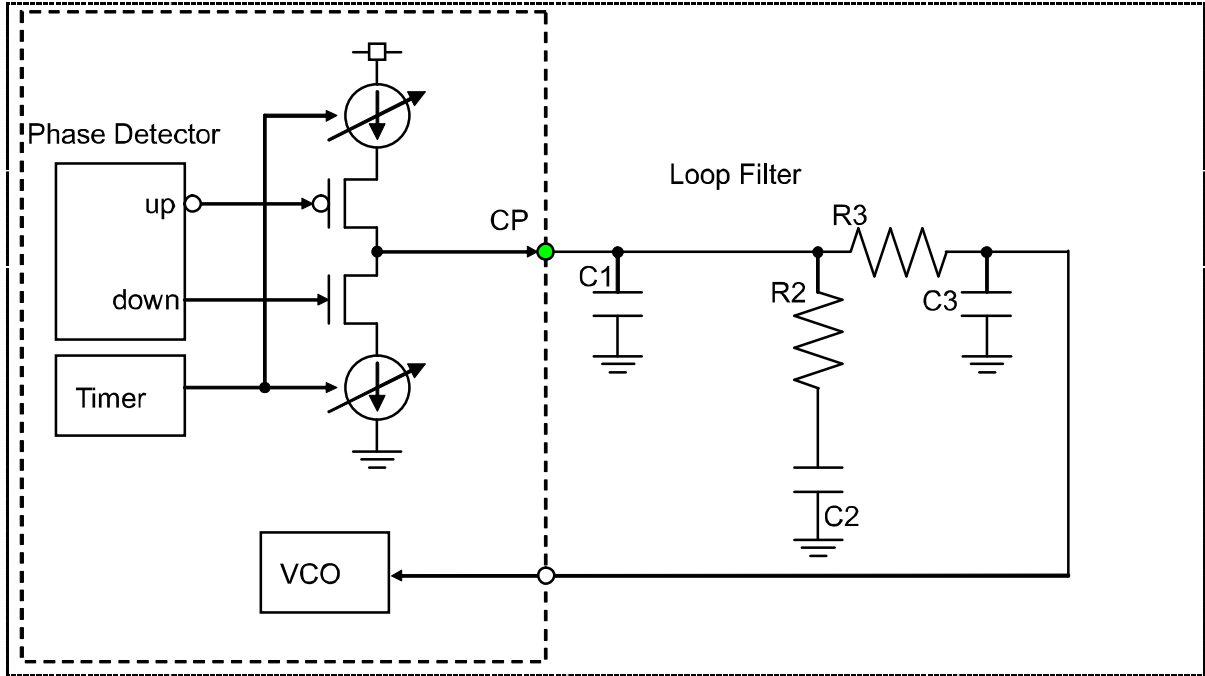 Phase Detector
up
down
Timer
VCO
CP
Loop Filter
C1
R2
C2
R3
C3